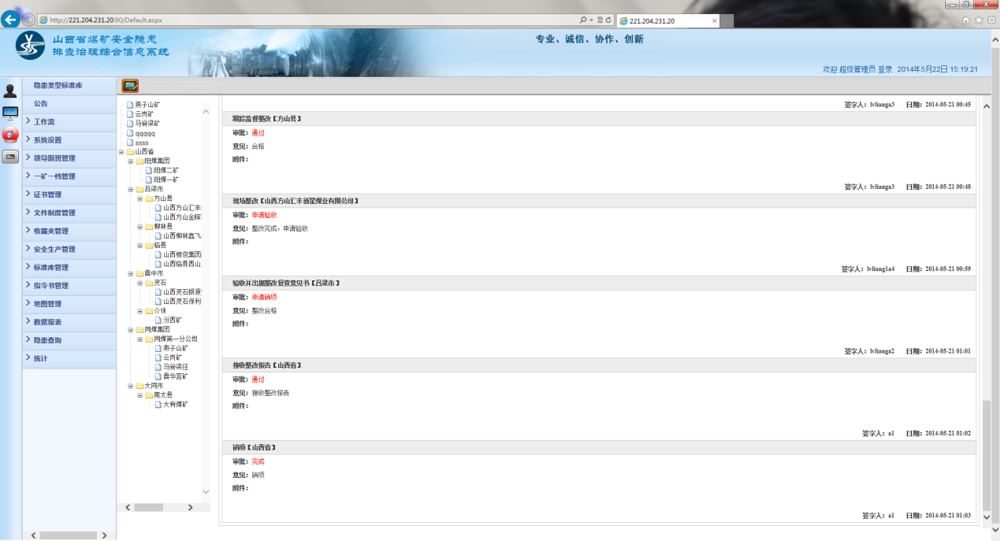 http://221.204.231.20:90/Default.aspx
221.204.231.20
山西省煤矿安全隐患
排查治理综合信息系统
专业、诚信、协作、创新
欢迎 超级管理员 登录 2014年5月22日 15:19:21
隐患类型标准库
公告
工作流
系统设置
领导跟班管理
一矿一档管理
证书管理
文件制度管理
收藏夹管理
安全生产管理
标准库管理
指令书管理
地图管理
数据报表
隐患查询
统计
燕子山矿
云岗矿
马脊梁矿
qqqqq
ssss
山西省
阳煤集团
阳煤二矿
阳煤一矿
吕梁市
方山县
山西方山汇丰
山西方山金晖
柳林县
山西柳林鑫飞
临县
山西楼俊集团
山西临县西山
晋中市
灵石
山西灵石银源
山西灵石保利
介休
汾西矿
同煤集团
同煤第一分公司
燕子山矿
云岗矿
马脊梁矿
晋华宫矿
大同市
南太县
大有煤矿
签字人：lvlianga3 日期：2014-05-21 00:45
跟踪监督整改【方山县】
审批：通过
意见：合格
附件：
签字人：lvlianga3 日期：2014-05-21 00:48
现场整改【山西方山汇丰新星煤业有限公司】
审批：申请验收
意见：整改完成，申请验收
附件：
签字人：lvliang1a4 日期：2014-05-21 00:59
验收并出据整改复查意见书【吕梁市】
审批：申请销项
意见：整改合格
附件：
签字人：lvlianga2 日期：2014-05-21 01:01
接收整改报告【山西省】
审批：通过
意见：接收整改报告
附件：
签字人：a1 日期：2014-05-21 01:02
销项【山西省】
审批：完成
意见：销项
附件：
签字人：a1 日期：2014-05-21 01:03